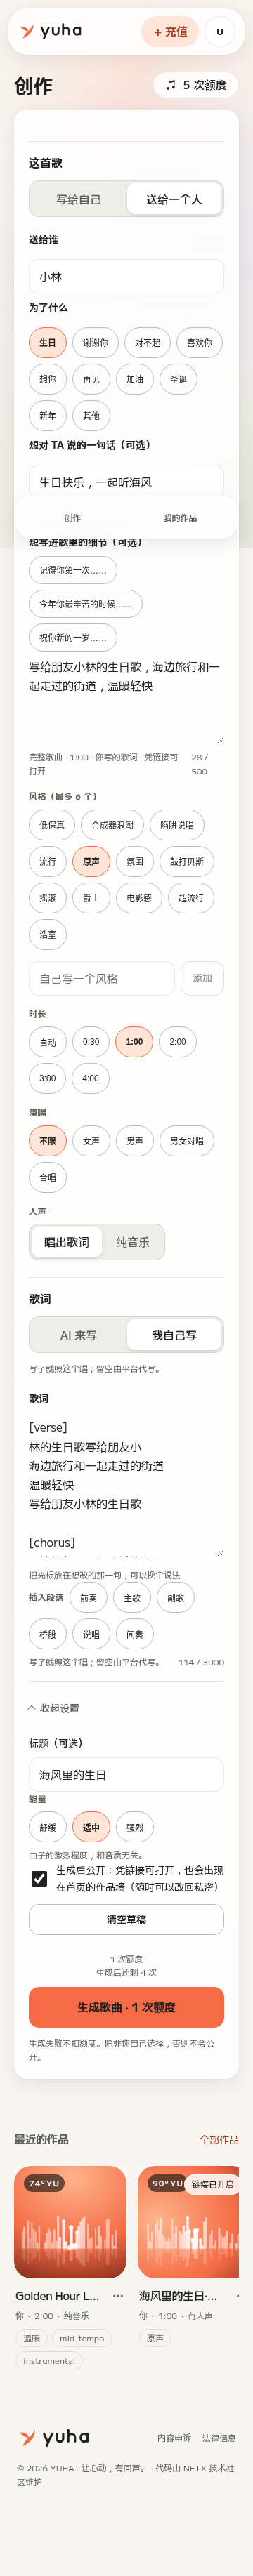 yuha
+ 充值
U
创作
5 次额度
这首歌
写给自己
送给一个人
送给谁
小林
为了什么
生日
谢谢你
对不起
喜欢你
想你
再见
加油
圣诞
新年
其他
想对 TA 说的一句话（可选）
生日快乐，一起听海风
创作
我的作品
想写进歌里的细节（可选）
记得你第一次……
今年你最辛苦的时候……
祝你新的一岁……
写给朋友小林的生日歌，海边旅行和一
起走过的街道，温暖轻快
完整歌曲 · 1:00 · 你写的歌词 · 凭链接可
打开
28 /
500
风格（最多 6 个）
低保真
合成器浪潮
陷阱说唱
流行
原声
氛围
鼓打贝斯
摇滚
爵士
电影感
超流行
浩室
自己写一个风格
添加
时长
自动
0:30
1:00
2:00
3:00
4:00
演唱
不限
女声
男声
男女对唱
合唱
人声
唱出歌词
纯音乐
歌词
AI 来写
我自己写
写了就照这个唱；留空由平台代写。
歌词
[verse]
林的生日歌写给朋友小
海边旅行和一起走过的街道
温暖轻快
写给朋友小林的生日歌
[chorus]
把光标放在想改的那一句，可以换个说法
插入段落
前奏
主歌
副歌
桥段
说唱
间奏
写了就照这个唱；留空由平台代写。
114 / 3000
收起设置
标题（可选）
海风里的生日
能量
舒缓
适中
强烈
曲子的激烈程度，和音质无关。
生成后公开：凭链接可打开，也会出现
在首页的作品墙（随时可以改回私密）
清空草稿
1 次额度
生成后还剩 4 次
生成歌曲 · 1 次额度
生成失败不扣额度。除非你自己选择，否则不会公
开。
最近的作品
全部作品
74° YU
90° YU
链接已开启
Golden Hour L...
海风里的生日·...
你 · 2:00 · 纯音乐
你 · 1:00 · 有人声
温暖
mid-tempo
原声
instrumental
yuha
内容申诉
法律信息
© 2026 YUHA · 让心动，有回声。 · 代码由 NETX 技术社
区维护